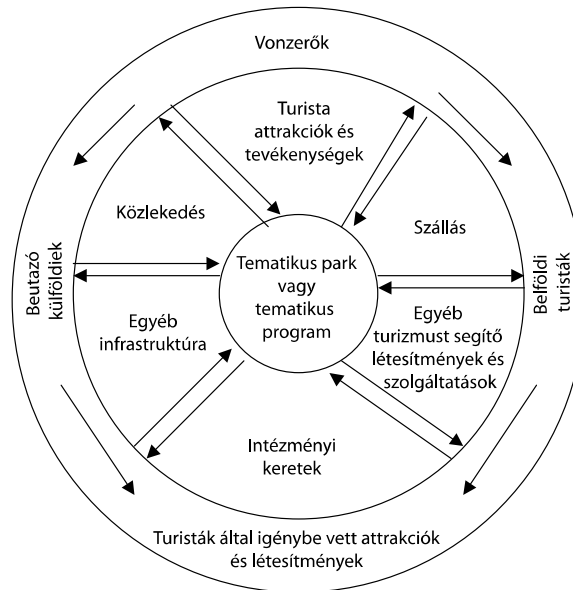 Vonzerők
Turista
attrakciók és
tevékenységek
Közlekedés
Szállás
Beutazó
külföldiek
Tematikus park
vagy
tematikus
program
Belföldi
turisták
Egyéb
infrastruktúra
Egyéb
turizmust segítő
létesítmények és
szolgáltatások
Intézményi
keretek
Turisták által igénybe vett attrakciók
és létesítmények